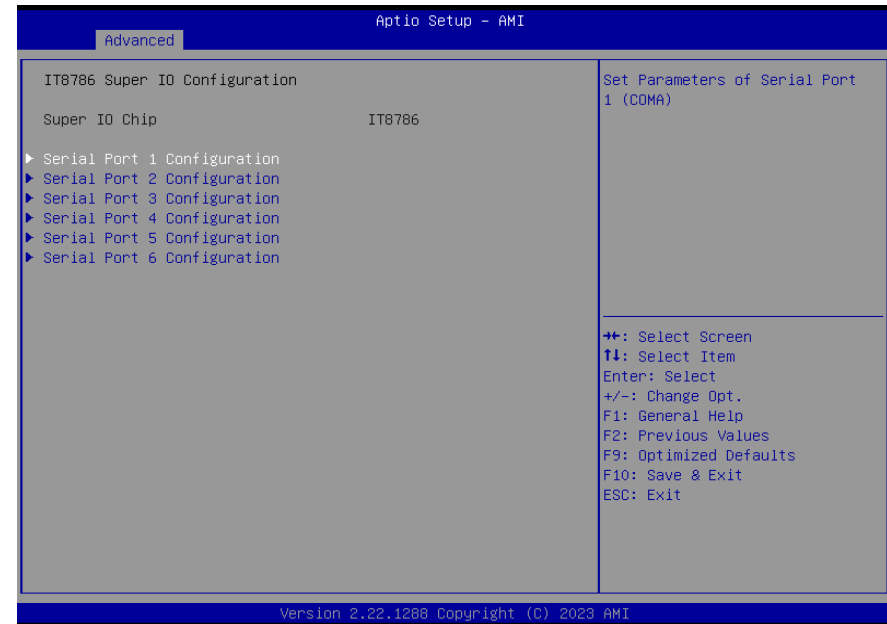 Aptio Setup – AMI
Advanced
IT8786 Super IO Configuration
Super IO Chip IT8786
▶ Serial Port 1 Configuration
▶ Serial Port 2 Configuration
▶ Serial Port 3 Configuration
▶ Serial Port 4 Configuration
▶ Serial Port 5 Configuration
▶ Serial Port 6 Configuration
Set Parameters of Serial Port
1 (COMA)
→←: Select Screen
↑↓: Select Item
Enter: Select
+/-: Change Opt.
F1: General Help
F2: Previous Values
F9: Optimized Defaults
F10: Save & Exit
ESC: Exit
Version 2.22.1288 Copyright (C) 2023 AMI